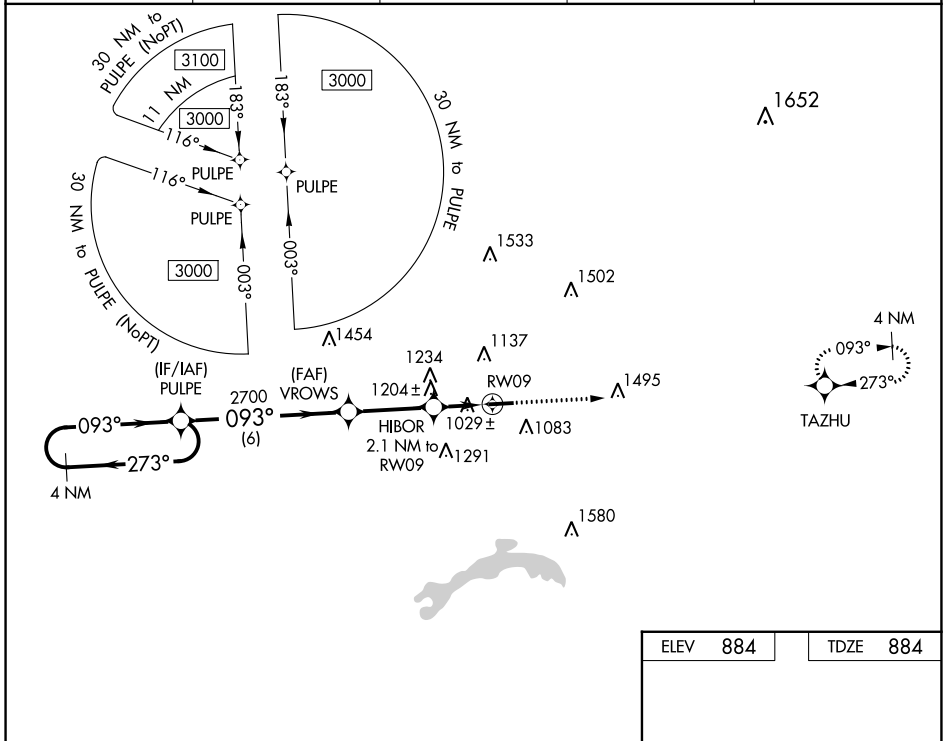 30 NM to
PULPE (NoPT)
3100
11 NM
3000
183°
116°
PULPE
183°
3000
30 NM to PULPE
PULPE
003°
116°
PULPE
30 NM to PULPE (NoPT)
3000
003°
1652
1533
1502
1454
1137
1234
1204±
1495
4 NM
093°
273°
TAZHU
(IF/IAF)
PULPE
(FAF)
VROWS
RW09
2700
093°
(6)
093°
273°
4 NM
HIBOR
2.1 NM to
RW09
1029±
1083
1291
1580
ELEV 884
TDZE 884